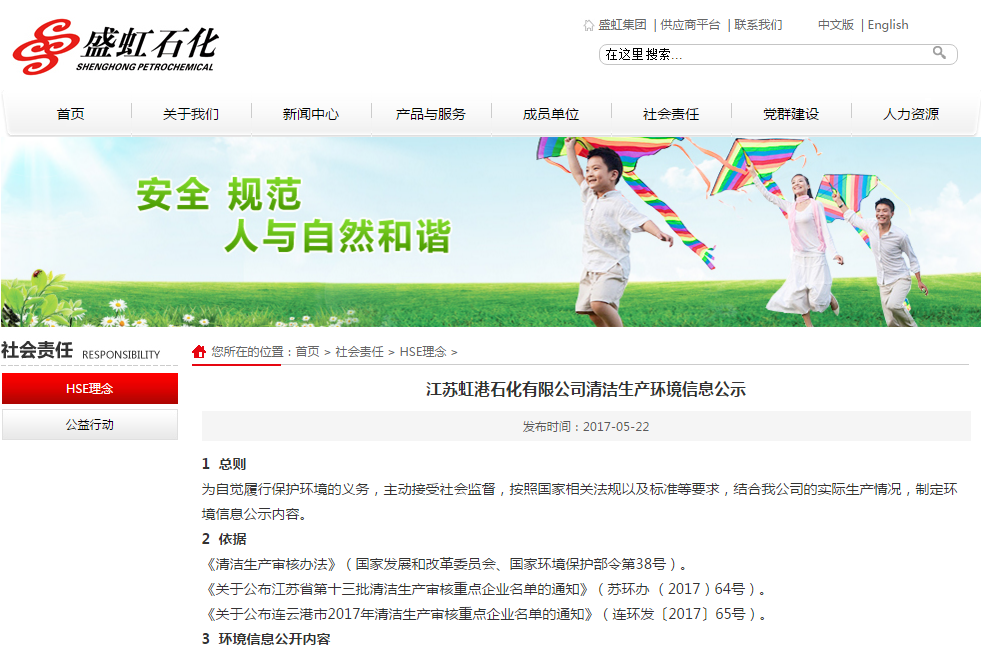 盛虹集团 | 供应商平台 | 联系我们 中文版 | English
盛虹石化
SHENGHONG PETROCHEMICAL
在这里搜索...
首页 关于我们 新闻中心 产品与服务 成员单位 社会责任 党群建设 人力资源
安全 规范
人与自然和谐
社会责任 RESPONSIBILITY
HSE理念
公益行动
您所在的位置：首页 > 社会责任 > HSE理念 >
江苏虹港石化有限公司清洁生产环境信息公示
发布时间：2017-05-22
1 总则
为自觉履行保护环境的义务，主动接受社会监督，按照国家相关法规以及标准等要求，结合我公司的实际生产情况，制定环
境信息公示内容。
2 依据
《清洁生产审核办法》（国家发展和改革委员会、国家环境保护部令第38号）。
《关于公布江苏省第十三批清洁生产审核重点企业名单的通知》（苏环办（2017）64号）。
《关于公布连云港市2017年清洁生产审核重点企业名单的通知》（连环发〔2017〕65号）。
3 环境信息公开内容